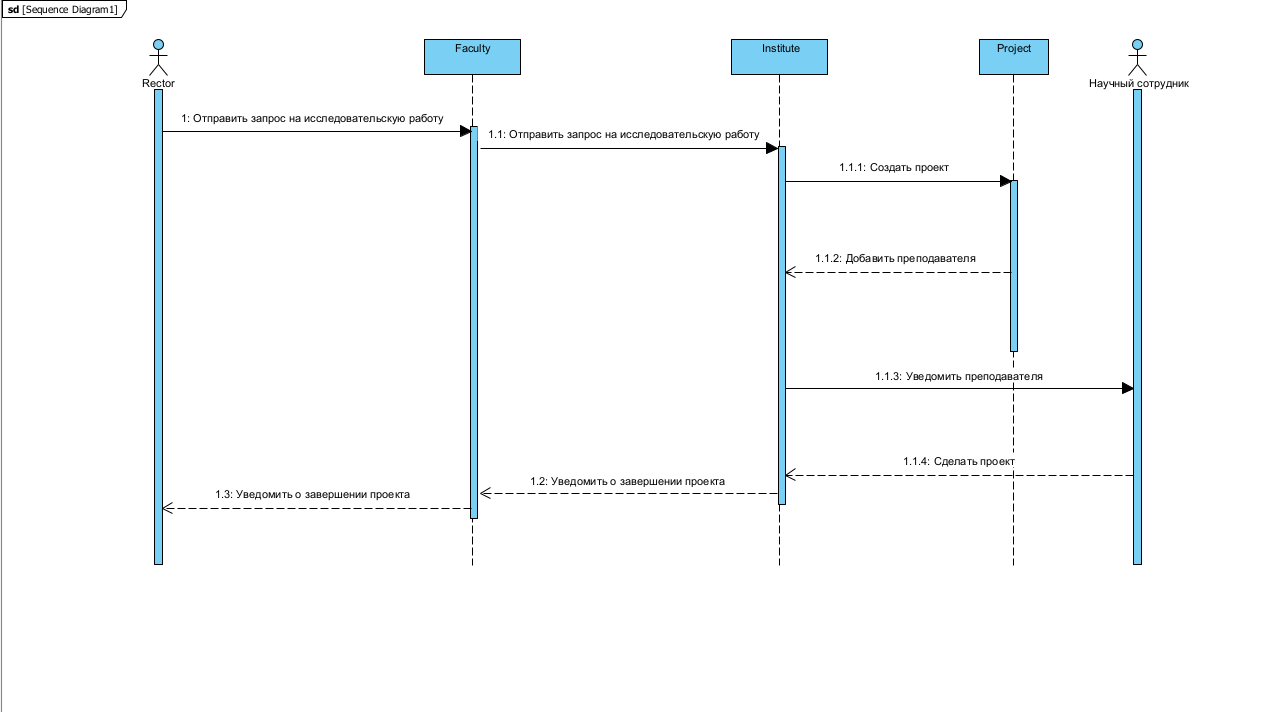 sd [Sequence Diagram1]
Rector
Faculty
Institute
Project
Научный сотрудник
1: Отправить запрос на исследовательскую работу
1.1: Отправить запрос на исследовательскую работу
1.1.1: Создать проект
1.1.2: Добавить преподавателя
1.1.3: Уведомить преподавателя
1.1.4: Сделать проект
1.2: Уведомить о завершении проекта
1.3: Уведомить о завершении проекта